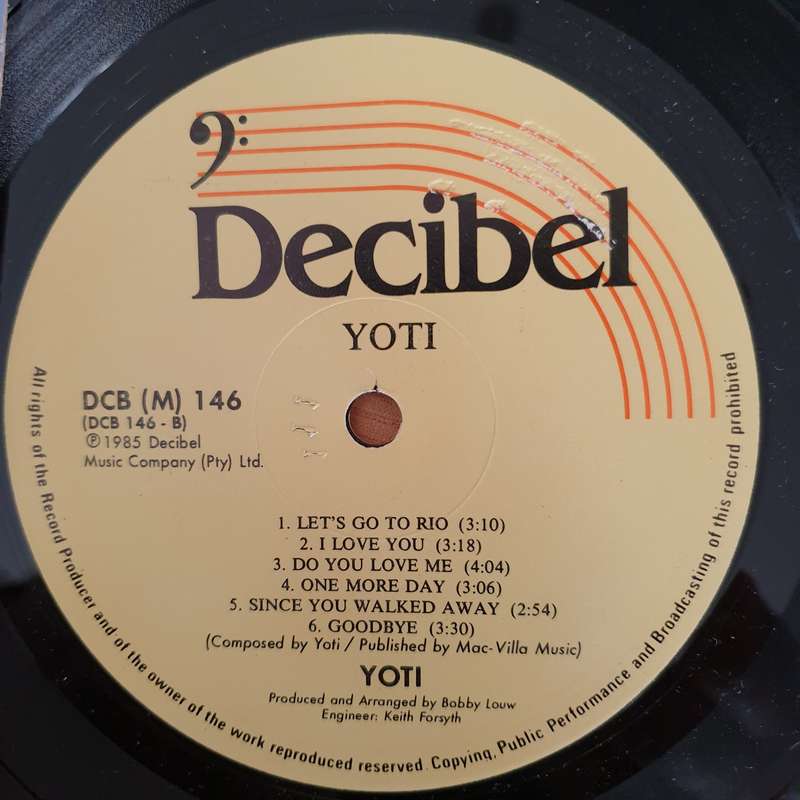 Decibel
YOTI
DCB (M) 146
(DCB 146 - B)
℗ 1985 Decibel
Music Company (Pty) Ltd.
1. LET'S GO TO RIO (3:10)
2. I LOVE YOU (3:18)
3. DO YOU LOVE ME (4:04)
4. ONE MORE DAY (3:06)
5. SINCE YOU WALKED AWAY (2:54)
6. GOODBYE (3:30)
(Composed by Yoti / Published by Mac-Villa Music)
YOTI
Produced and Arranged by Bobby Louw
Engineer: Keith Forsyth
All rights of the Record Producer and of the owner of the work reproduced reserved. Copying, Public Performance and Broadcasting of this record prohibited